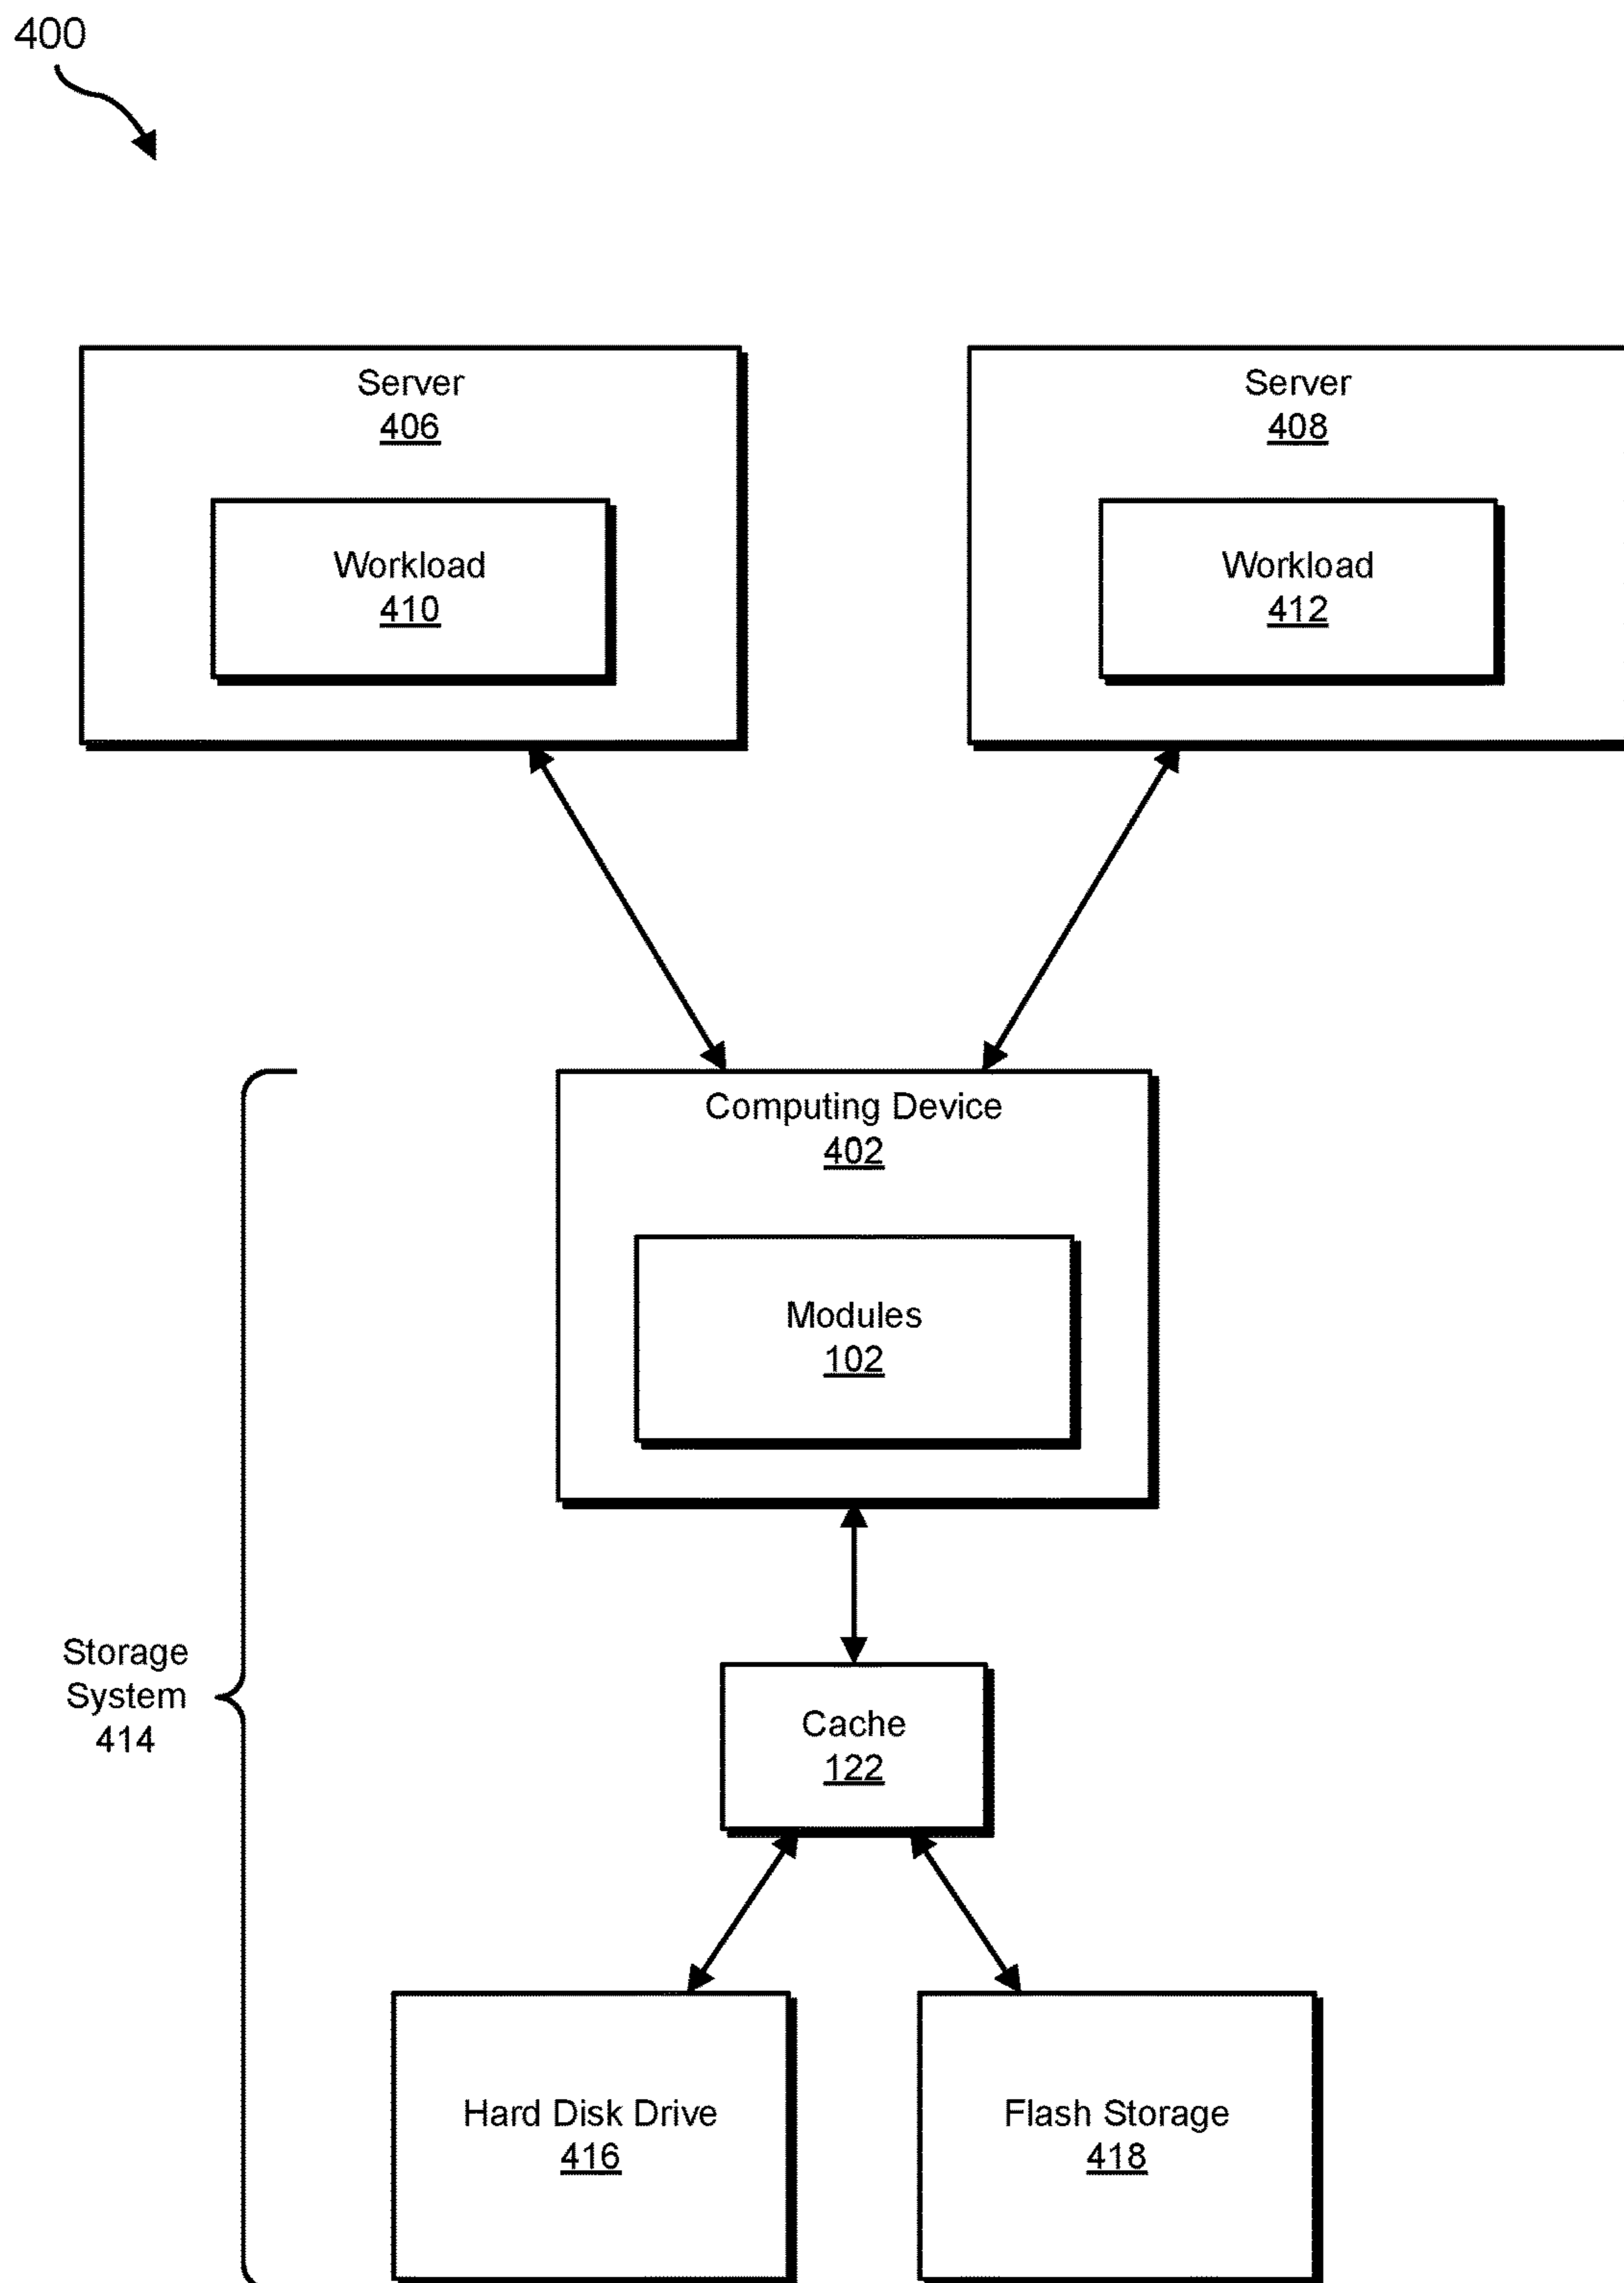 400
Server
406
Workload
410
Server
408
Workload
412
Computing Device
402
Modules
102
Storage
System
414
Cache
122
Hard Disk Drive
416
Flash Storage
418